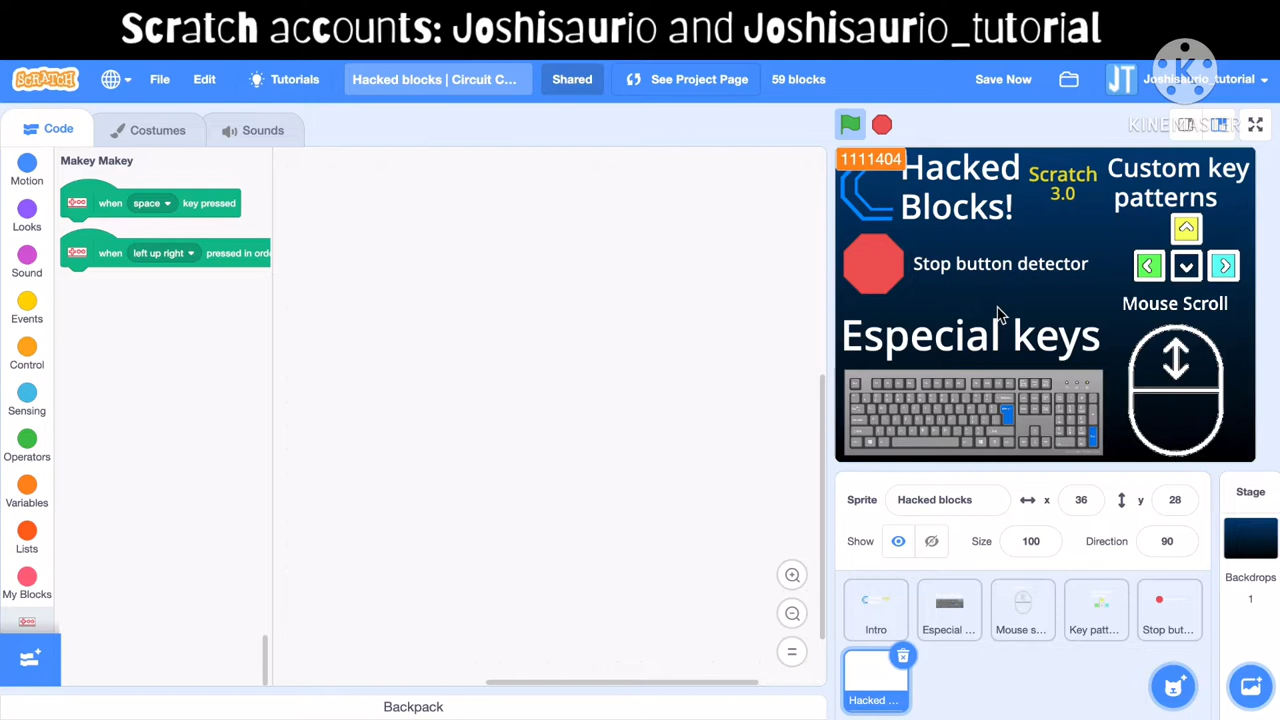 Scratch accounts: Joshisaurio and Joshisaurio_tutorial
SCRATCH
File
Edit
Tutorials
Hacked blocks | Circuit C...
Shared
See Project Page
59 blocks
Save Now
JT
Joshisaurio_tutorial
K
KINEMASTER
Code
Costumes
Sounds
Motion
Looks
Sound
Events
Control
Sensing
Operators
Variables
Lists
My Blocks
Makey Makey
when space key pressed
when left up right pressed in orde
1111404
Hacked
Blocks!
Scratch
3.0
Custom key
patterns
Stop button detector
Mouse Scroll
Especial keys
Sprite
Hacked blocks
x
36
y
28
Show
Size
100
Direction
90
Intro
Especial ...
Mouse s...
Key patt...
Stop but...
Hacked ...
Stage
Backdrops
1
Backpack